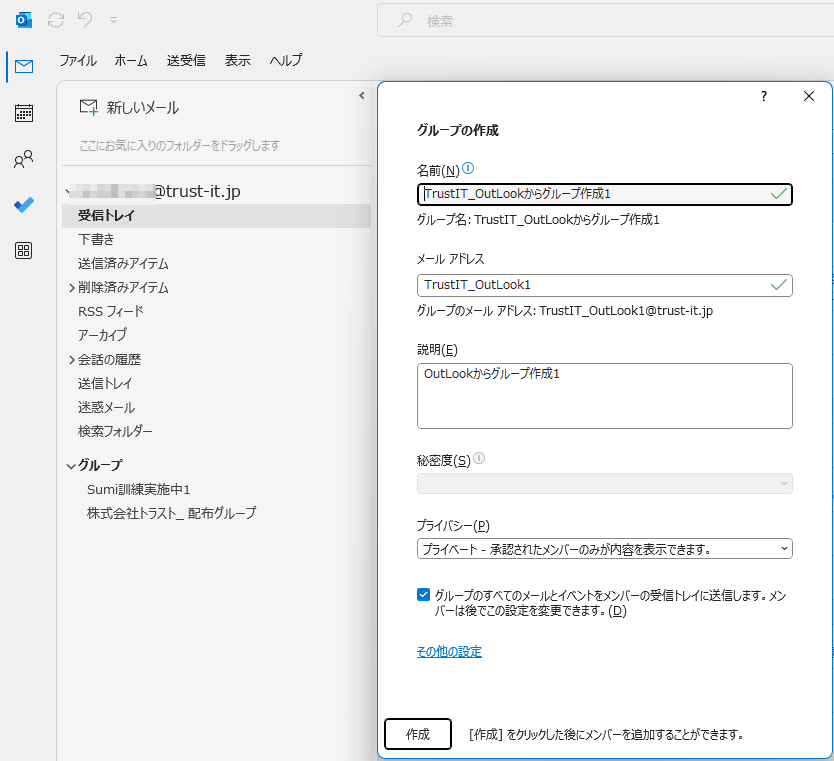 検索
ファイル ホーム 送受信 表示 ヘルプ
新しいメール
ここにお気に入りのフォルダーをドラッグします
@trust-it.jp
受信トレイ
下書き
送信済みアイテム
削除済みアイテム
RSS フィード
アーカイブ
会話の履歴
送信トレイ
迷惑メール
検索フォルダー
グループ
Sumi訓練実施中1
株式会社トラスト_ 配布グループ
?
グループの作成
名前(N)
TrustIT_OutLookからグループ作成1
グループ名: TrustIT_OutLookからグループ作成1
メール アドレス
TrustIT_OutLook1
グループのメール アドレス: TrustIT_OutLook1@trust-it.jp
説明(E)
OutLookからグループ作成1
秘密度(S)
プライバシー(P)
プライベート - 承認されたメンバーのみが内容を表示できます。
グループのすべてのメールとイベントをメンバーの受信トレイに送信します。メン
バーは後でこの設定を変更できます。(D)
その他の設定
作成 [作成] をクリックした後にメンバーを追加することができます。